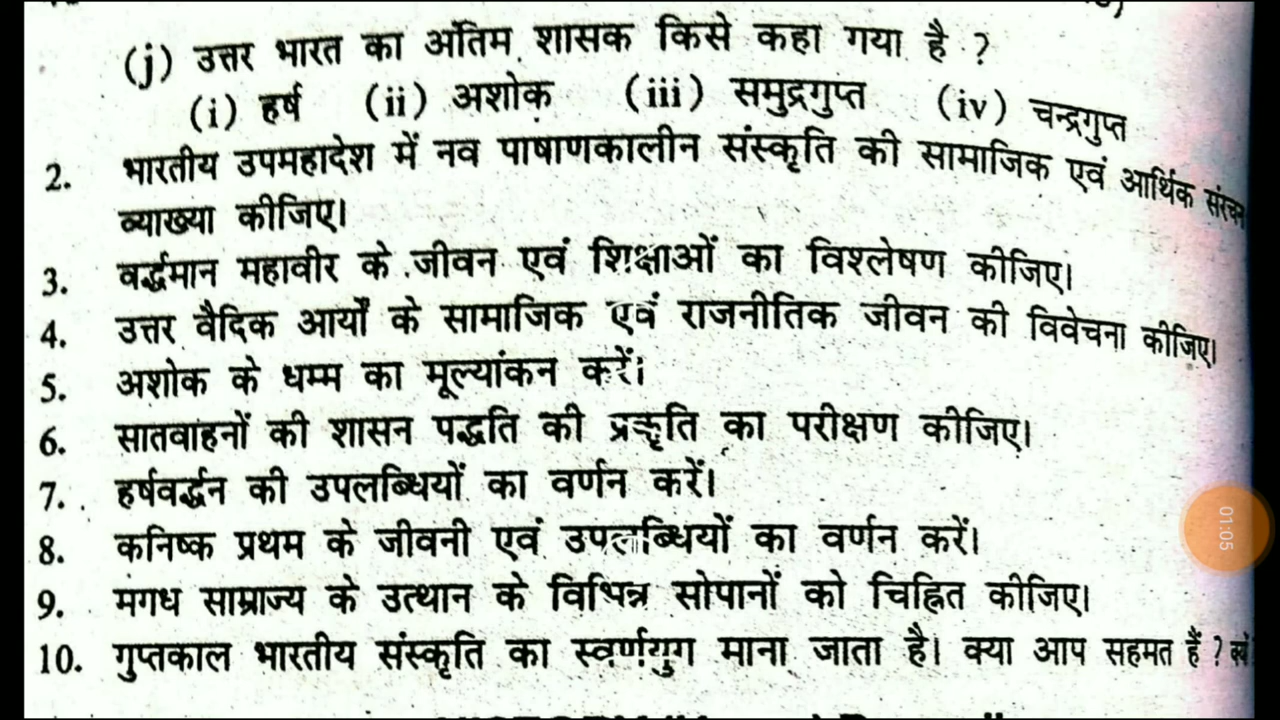 (j) उत्तर भारत का अंतिम शासक किसे कहा गया है ?
(i) हर्ष (ii) अशोक (iii) समुद्रगुप्त (iv) चन्द्रगुप्त
2. भारतीय उपमहादेश में नव पाषाणकालीन संस्कृति की सामाजिक एवं आर्थिक
व्याख्या कीजिए।
3. वर्द्धमान महावीर के जीवन एवं शिक्षाओं का विश्लेषण कीजिए।
4. उत्तर वैदिक आर्यों के सामाजिक एवं राजनीतिक जीवन की विवेचना कीजिए।
5. अशोक के धम्म का मूल्यांकन करें।
6. सातवाहनों की शासन पद्धति की प्रकृति का परीक्षण कीजिए।
7. हर्षवर्द्धन की उपलब्धियों का वर्णन करें।
8. कनिष्क प्रथम के जीवनी एवं उपलब्धियों का वर्णन करें।
9. मगध साम्राज्य के उत्थान के विभिन्न सोपानों को चिह्नित कीजिए।
10. गुप्तकाल भारतीय संस्कृति का स्वर्णयुग माना जाता है। क्या आप सहमत हैं ?
01:05